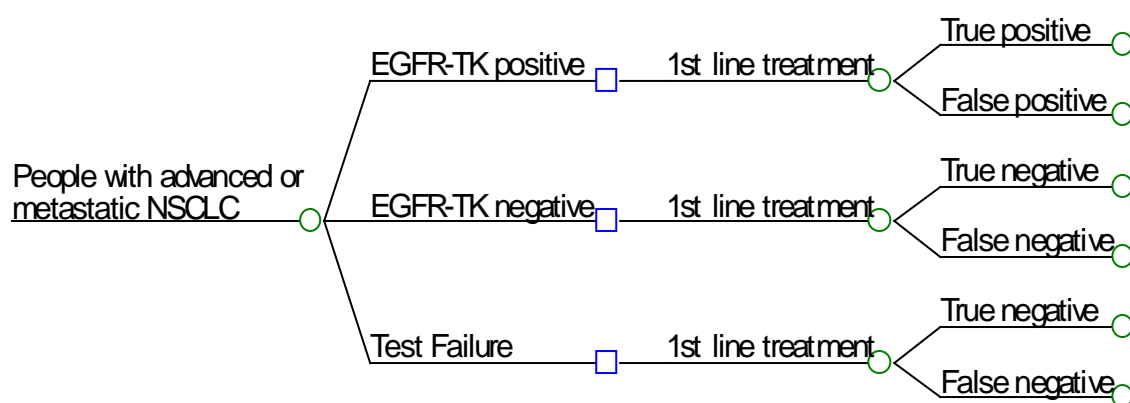 True positive
EGFR-TK positive 1st line treatment
False positive
True negative
People with advanced or
metastatic NSCLC
EGFR-TK negative 1st line treatment
False negative
True negative
Test Failure 1st line treatment
False negative